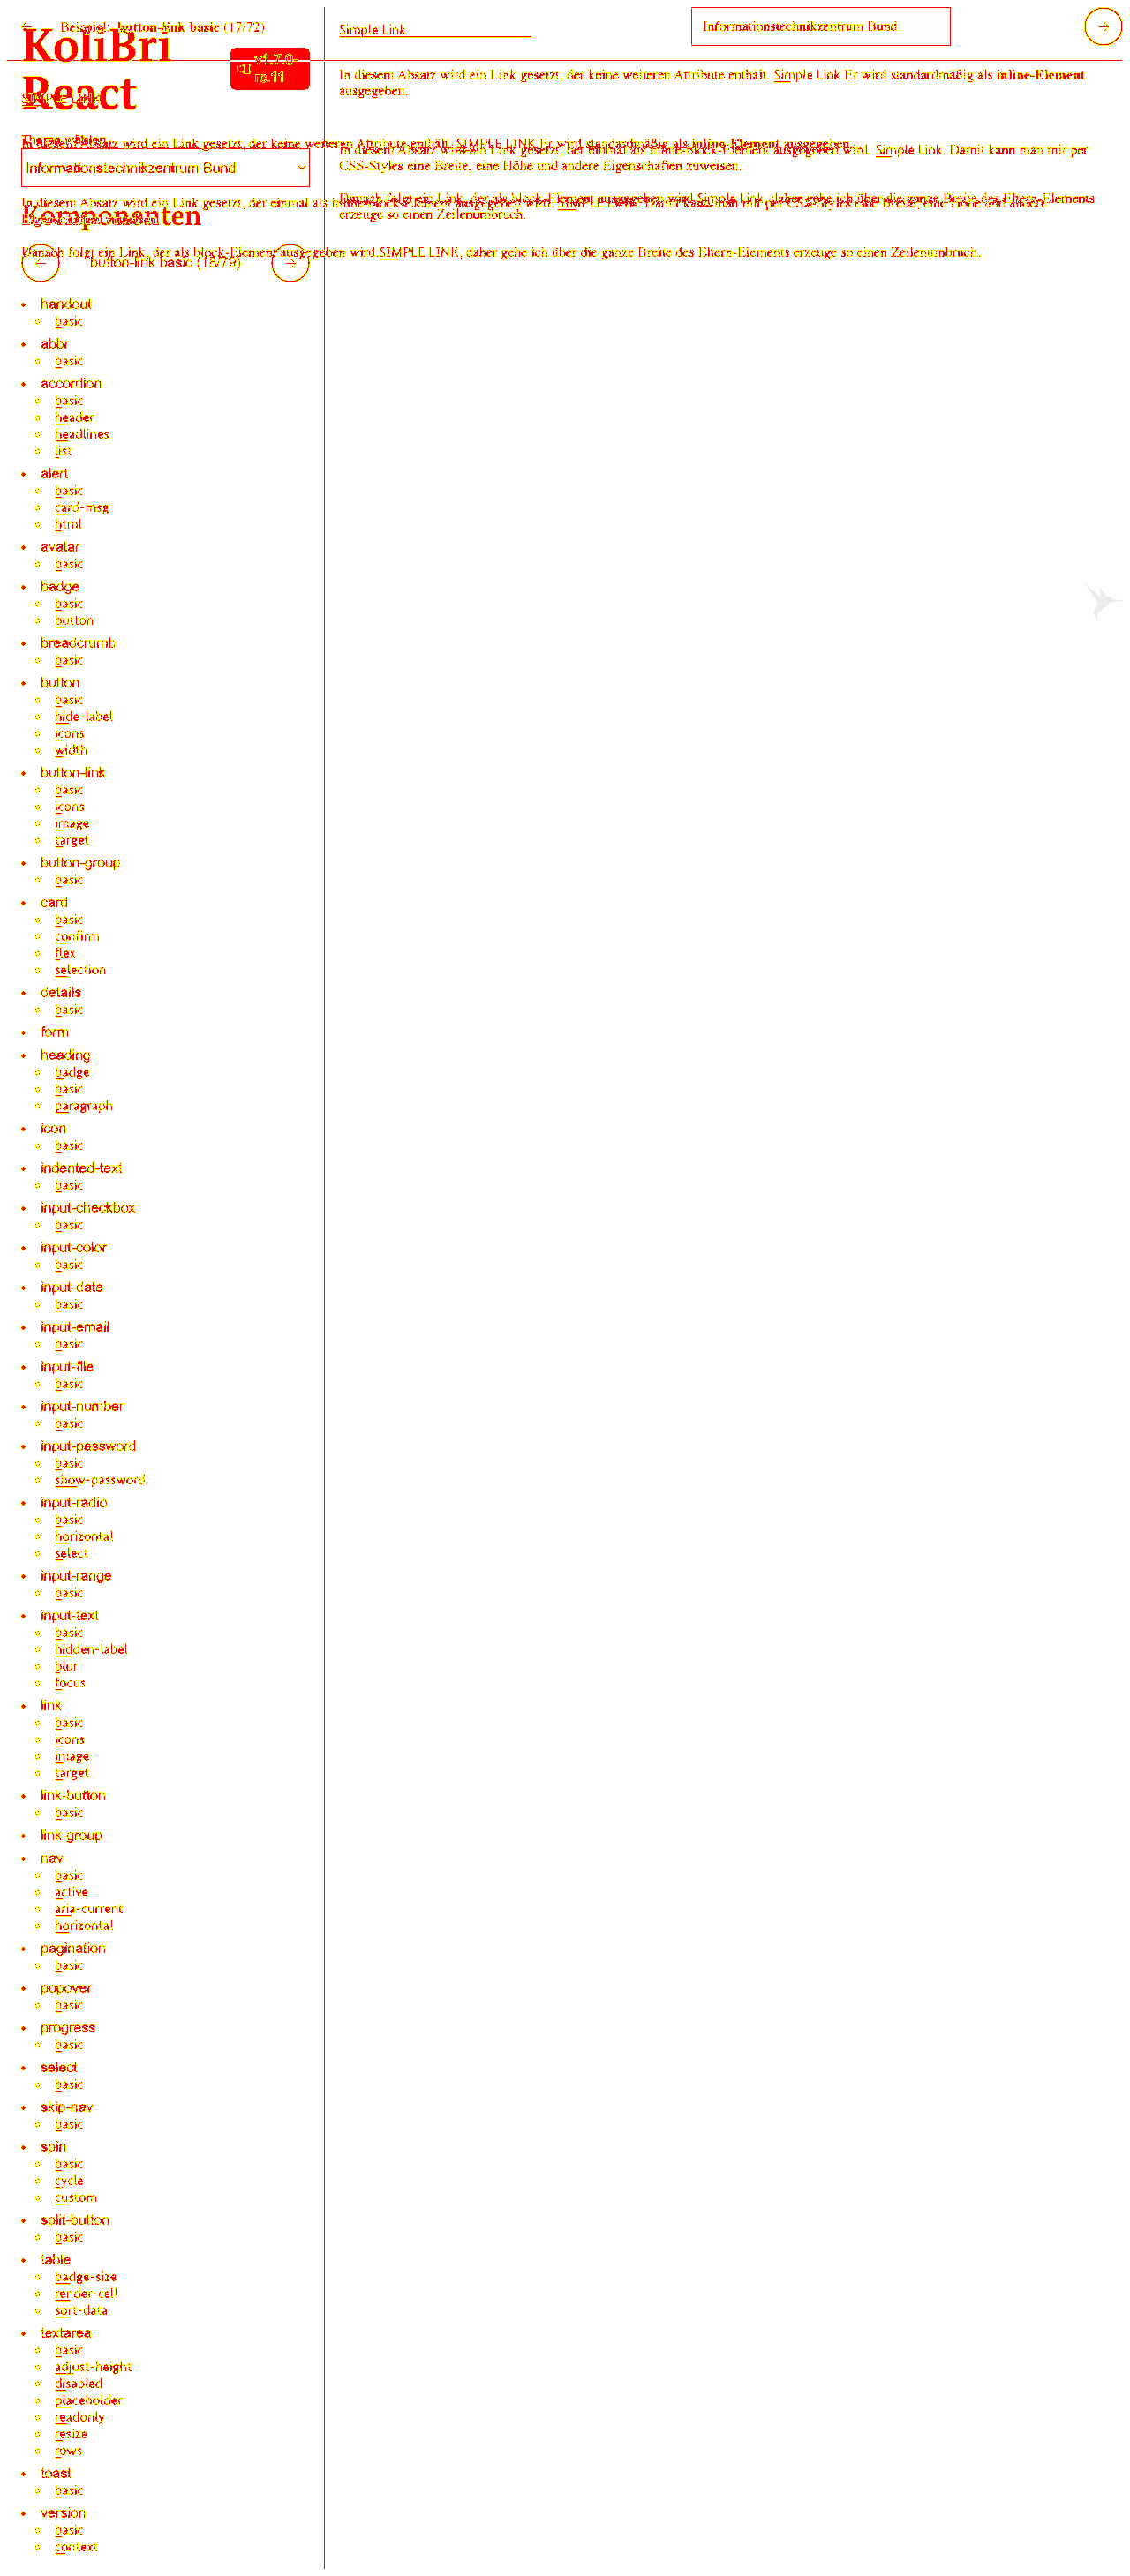 ← Beispiel: button-link basic (17/72)
Simple Link
Informationstechnikzentrum Bund
→
KoliBri
React
v1.7.0-
rc.11
SIMPLE LINK
In diesem Absatz wird ein Link gesetzt, der keine weiteren Attribute enthält. Simple Link Er wird standardmäßig als inline-Element
ausgegeben.
Theme wählen
In diesem Absatz wird ein Link gesetzt, der keine weiteren Attribute enthält. SIMPLE LINK Er wird standardmäßig als inline-Element ausgegeben.
In diesem Absatz wird ein Link gesetzt, der einmal als inline-block-Element ausgegeben wird. Simple Link. Damit kann man mir per
CSS-Styles eine Breite, eine Höhe und andere Eigenschaften zuweisen.
Informationstechnikzentrum Bund
Danach folgt ein Link, der als block-Element ausgegeben wird Simple Link, daher gehe ich über die ganze Breite des Eltern-Elements
erzeuge so einen Zeilenumbruch.
In diesem Absatz wird ein Link gesetzt, der einmal als inline-block-Element ausgegeben wird. SIMPLE LINK. Damit kann man mir per CSS-Styles eine Breite, eine Höhe und andere
Komponenten
Danach folgt ein Link, der als block-Element ausgegeben wird.SIMPLE LINK, daher gehe ich über die ganze Breite des Eltern-Elements erzeuge so einen Zeilenumbruch.
← button-link basic (18/79) →
handout
basic
abbr
basic
accordion
basic
header
headlines
list
alert
basic
card-msg
html
avatar
basic
badge
basic
button
breadcrumb
basic
button
basic
hide-label
icons
width
button-link
basic
icons
image
target
button-group
basic
card
basic
confirm
flex
selection
details
basic
form
heading
badge
basic
paragraph
icon
basic
indented-text
basic
input-checkbox
basic
input-color
basic
input-date
basic
input-email
basic
input-file
basic
input-number
basic
input-password
basic
show-password
input-radio
basic
horizontal
select
input-range
basic
input-text
basic
hidden-label
blur
focus
link
basic
icons
image
target
link-button
basic
link-group
nav
basic
active
aria-current
horizontal
pagination
basic
popover
basic
progress
basic
select
basic
skip-nav
basic
spin
basic
cycle
custom
split-button
basic
table
badge-size
render-cell
sort-data
textarea
basic
adjust-height
disabled
placeholder
readonly
resize
rows
toast
basic
version
basic
context